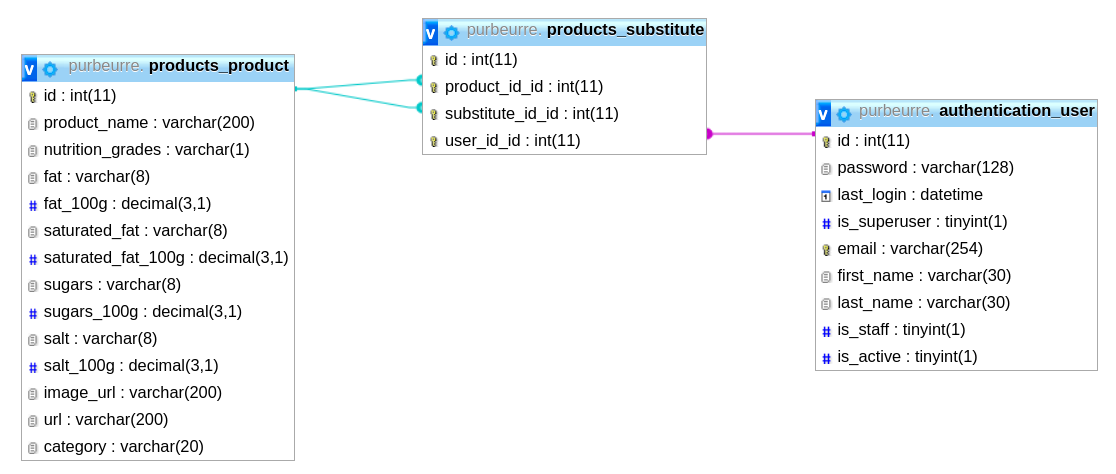 v purbeurre. products_product
id : int(11)
product_name : varchar(200)
nutrition_grades : varchar(1)
fat : varchar(8)
# fat_100g : decimal(3,1)
saturated_fat : varchar(8)
# saturated_fat_100g : decimal(3,1)
sugars : varchar(8)
# sugars_100g : decimal(3,1)
salt : varchar(8)
# salt_100g : decimal(3,1)
image_url : varchar(200)
url : varchar(200)
category : varchar(20)
v purbeurre. products_substitute
id : int(11)
product_id_id : int(11)
substitute_id_id : int(11)
user_id_id : int(11)
v purbeurre. authentication_user
id : int(11)
password : varchar(128)
last_login : datetime
# is_superuser : tinyint(1)
email : varchar(254)
first_name : varchar(30)
last_name : varchar(30)
# is_staff : tinyint(1)
# is_active : tinyint(1)